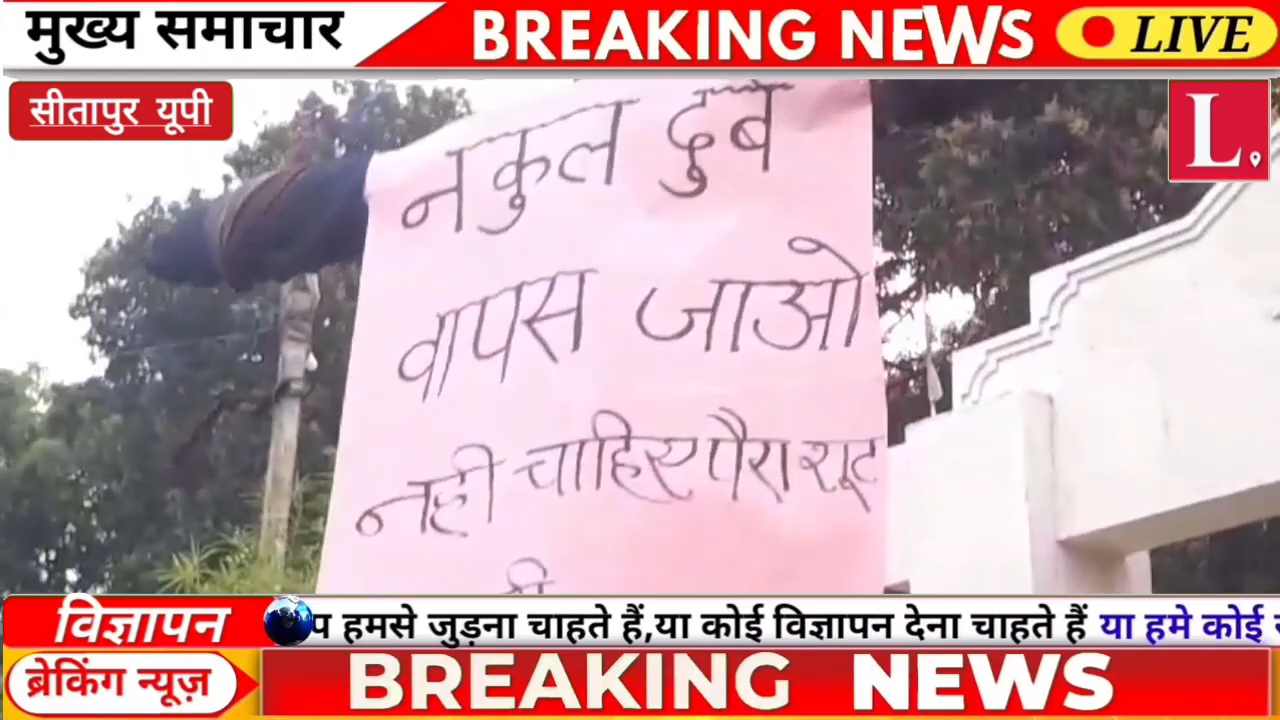 मुख्य समाचार
BREAKING NEWS
LIVE
सीतापुर यूपी
L.
नकुल दुबे
वापस जाओ
नही चाहिए पैराशूट
विज्ञापन
प हमसे जुड़ना चाहते हैं,या कोई विज्ञापन देना चाहते हैं या हमे कोई
ब्रेकिंग न्यूज़
BREAKING NEWS